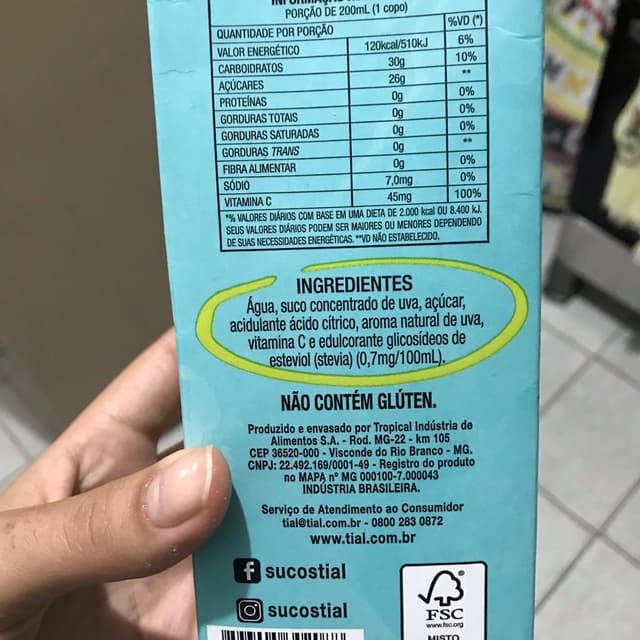 PORÇÃO DE 200mL (1 copo)
QUANTIDADE POR PORÇÃO %VD (*)
VALOR ENERGÉTICO 120kcal/510kJ 6%
CARBOIDRATOS 30g 10%
AÇÚCARES 26g **
PROTEÍNAS 0g 0%
GORDURAS TOTAIS 0g 0%
GORDURAS SATURADAS 0g 0%
GORDURAS TRANS 0g **
FIBRA ALIMENTAR 0g 0%
SÓDIO 7,0mg 0%
VITAMINA C 45mg 100%
*% VALORES DIÁRIOS COM BASE EM UMA DIETA DE 2.000 kcal OU 8.400 kJ.
SEUS VALORES DIÁRIOS PODEM SER MAIORES OU MENORES DEPENDENDO
DE SUAS NECESSIDADES ENERGÉTICAS. **VD NÃO ESTABELECIDO.
INGREDIENTES
Água, suco concentrado de uva, açúcar,
acidulante ácido cítrico, aroma natural de uva,
vitamina C e edulcorante glicosídeos de
esteviol (stevia) (0,7mg/100mL).
NÃO CONTÉM GLÚTEN.
Produzido e envasado por Tropical Indústria de
Alimentos S.A. - Rod. MG-22 - km 105
CEP 36520-000 - Visconde do Rio Branco - MG.
CNPJ: 22.492.169/0001-49 - Registro do produto
no MAPA nº MG 000100-7.000043
INDÚSTRIA BRASILEIRA.
Serviço de Atendimento ao Consumidor
tial@tial.com.br - 0800 283 0872
www.tial.com.br
f sucostial
sucostial
FSC
www.fsc.org
MISTO